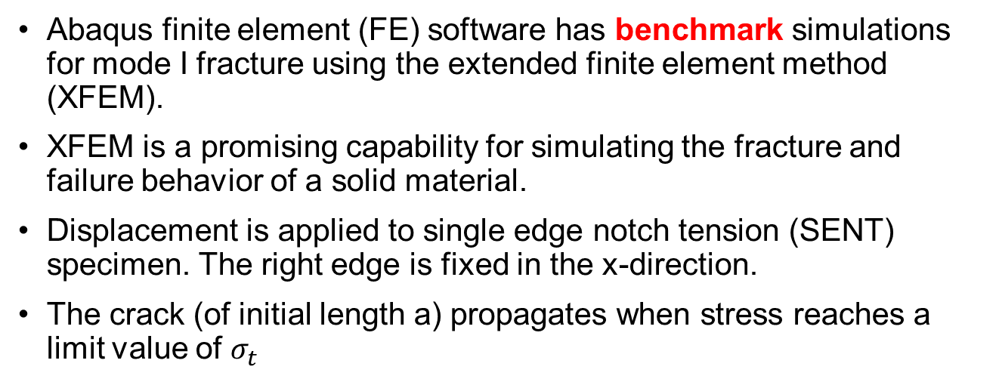 • Abaqus finite element (FE) software has benchmark simulations
for mode I fracture using the extended finite element method
(XFEM).
• XFEM is a promising capability for simulating the fracture and
failure behavior of a solid material.
• Displacement is applied to single edge notch tension (SENT)
specimen. The right edge is fixed in the x-direction.
• The crack (of initial length a) propagates when stress reaches a
limit value of 𝜎ₜ